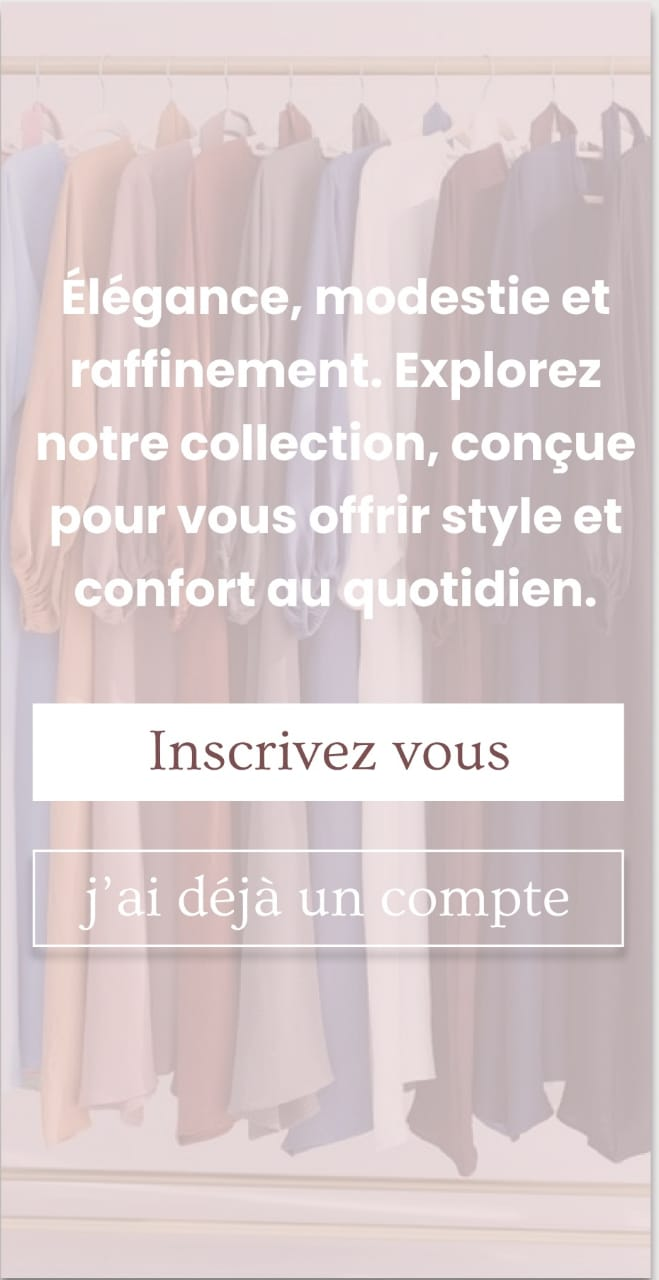 Élégance, modestie et
raffinement. Explorez
notre collection, conçue
pour vous offrir style et
confort au quotidien.
Inscrivez vous
j'ai déjà un compte